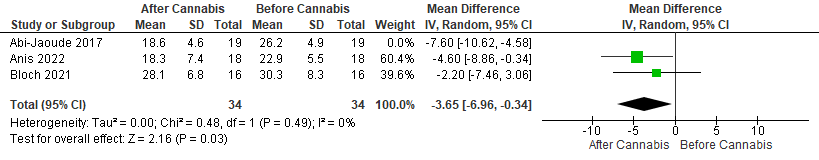 After Cannabis Before Cannabis Mean Difference Mean Difference
Study or Subgroup Mean SD Total Mean SD Total Weight IV, Random, 95% CI IV, Random, 95% CI
Abi-Jaoude 2017 18.6 4.6 19 26.2 4.9 19 0.0% -7.60 [-10.62, -4.58]
Anis 2022 18.3 7.4 18 22.9 5.5 18 60.4% -4.60 [-8.86, -0.34]
Bloch 2021 28.1 6.8 16 30.3 8.3 16 39.6% -2.20 [-7.46, 3.06]
Total (95% CI) 34 34 100.0% -3.65 [-6.96, -0.34]
Heterogeneity: Tau² = 0.00; Chi² = 0.48, df = 1 (P = 0.49); I² = 0%
Test for overall effect: Z = 2.16 (P = 0.03)
-10 -5 0 5 10
After Cannabis Before Cannabis